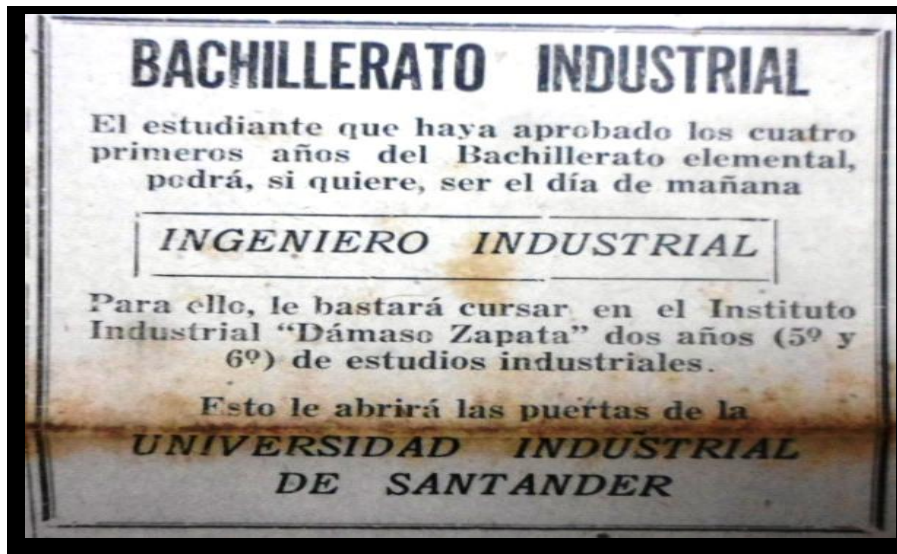 BACHILLERATO INDUSTRIAL
El estudiante que haya aprobado los cuatro
primeros años del Bachillerato elemental,
podrá, si quiere, ser el día de mañana
INGENIERO INDUSTRIAL
Para ello, le bastará cursar en el Instituto
Industrial “Dámaso Zapata” dos años (5º y
6º) de estudios industriales.
Esto le abrirá las puertas de la
UNIVERSIDAD INDUSTRIAL
DE SANTANDER